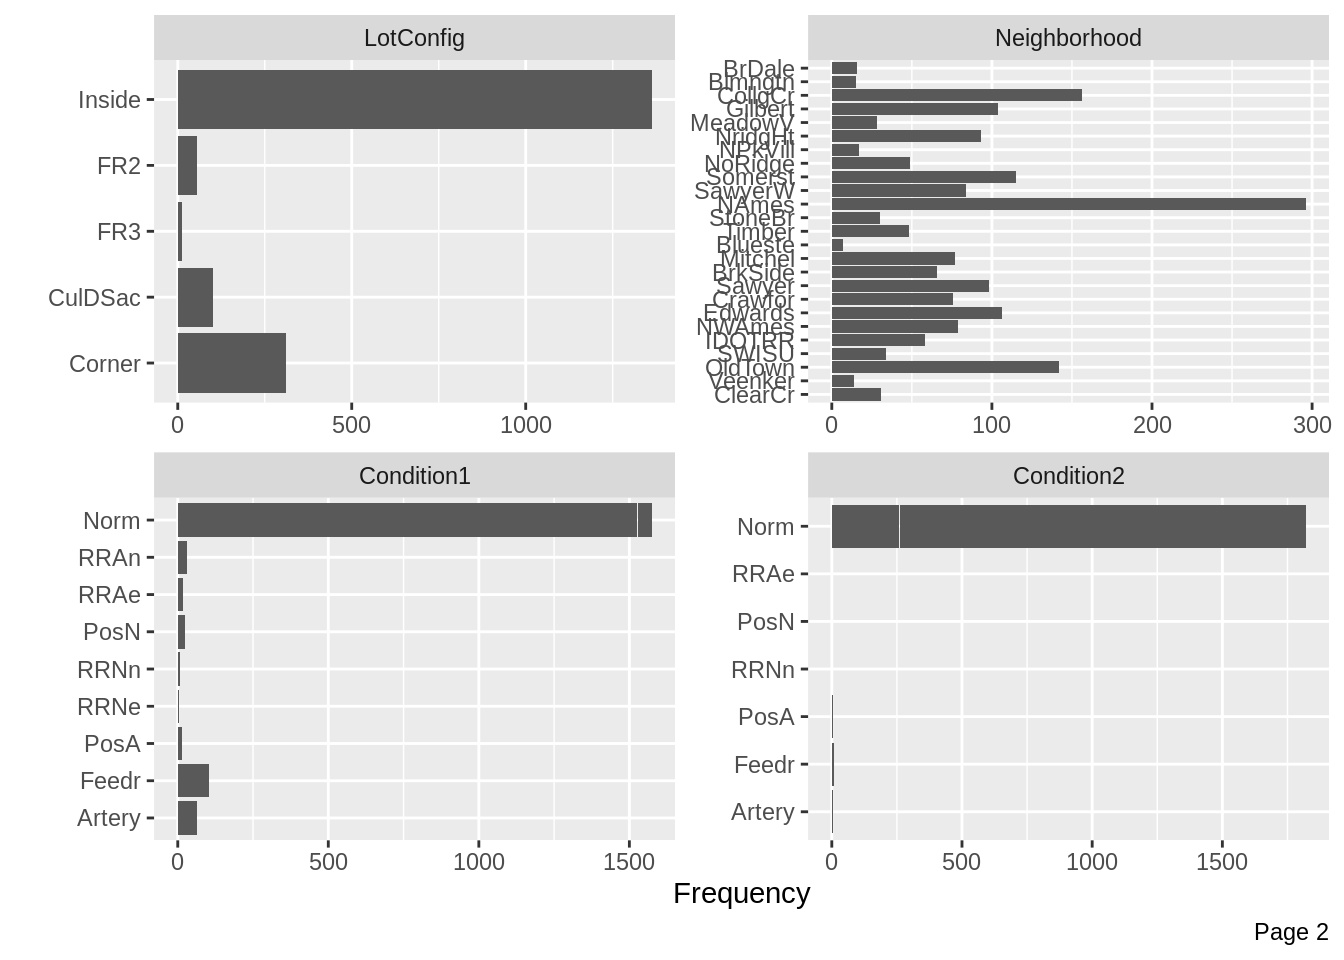 LotConfig
Inside
FR2
FR3
CulDSac
Corner
0 500 1000
Neighborhood
BrDale
Blmngtn
CollgCr
Gilbert
MeadowV
NridgHt
NPkVill
NoRidge
Somerst
SawyerW
NAmes
StoneBr
Timber
Blueste
Mitchel
BrkSide
Sawyer
Crawfor
Edwards
NWAmes
IDOTRR
SWISU
OldTown
Veenker
ClearCr
0 100 200 300
Condition1
Norm
RRAn
RRAe
PosN
RRNn
RRNe
PosA
Feedr
Artery
0 500 1000 1500
Condition2
Norm
RRAe
PosN
RRNn
PosA
Feedr
Artery
0 500 1000 1500
Frequency
Page 2